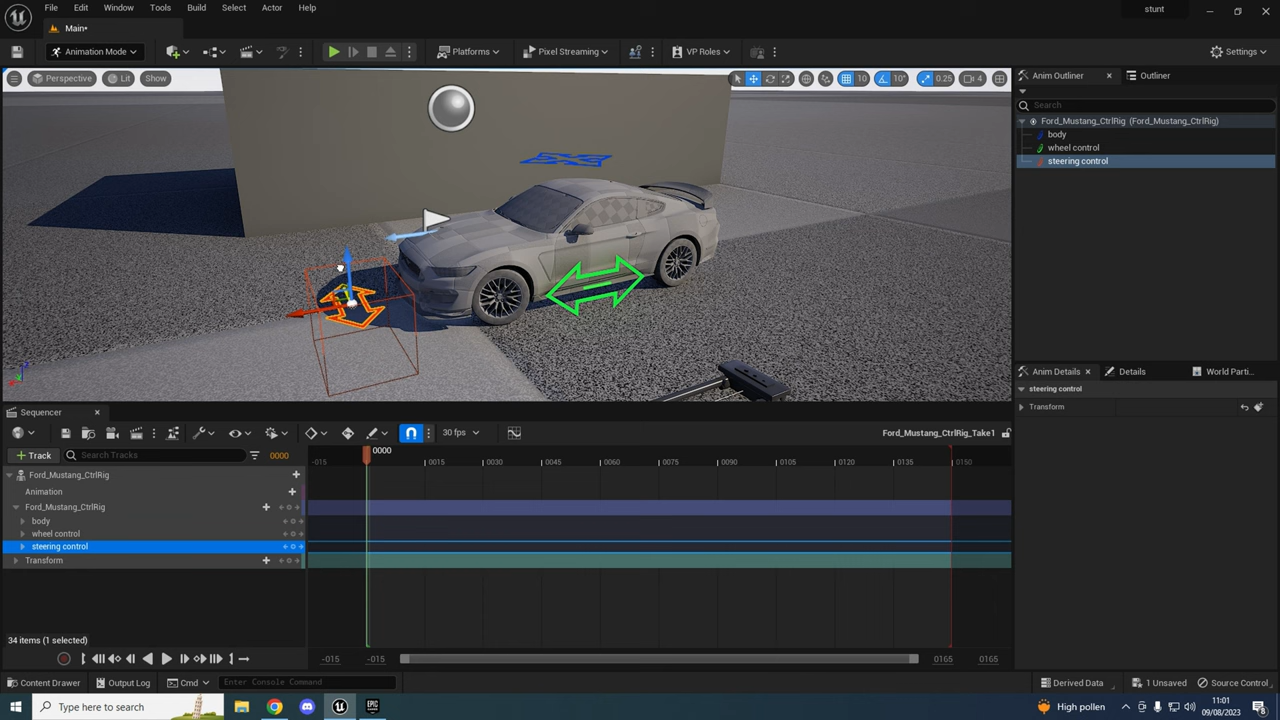 File Edit Window Tools Build Select Actor Help
stunt
Main*
Animation Mode
Platforms
Pixel Streaming
VP Roles
Settings
Perspective Lit Show
10 10° 0.25 4
Anim Outliner Outliner
Search
Ford_Mustang_CtrlRig (Ford_Mustang_CtrlRig)
body
wheel control
steering control
Anim Details Details World Parti...
steering control
Transform
Sequencer
30 fps
Ford_Mustang_CtrlRig_Take1
Track Search Tracks 0000
0000
-015 0015 0030 0045 0060 0075 0090 0105 0120 0135 0150
Ford_Mustang_CtrlRig
Animation
Ford_Mustang_CtrlRig
body
wheel control
steering control
Transform
34 items (1 selected)
-015 -015 0165 0165
Content Drawer Output Log Cmd Enter Console Command Derived Data 1 Unsaved Source Control
Type here to search
High pollen
11:01
09/08/2023
8